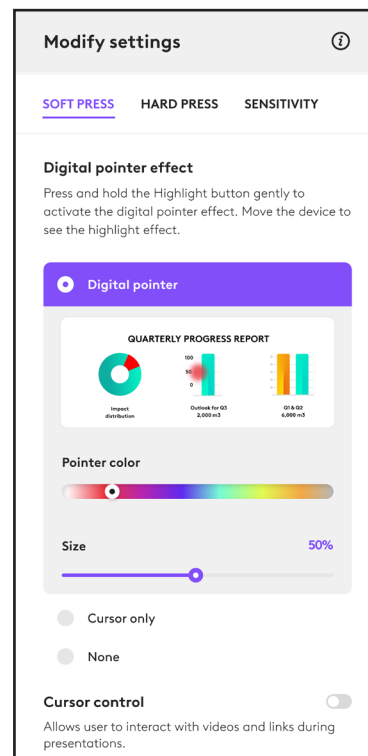 Modify settings
SOFT PRESS HARD PRESS SENSITIVITY
Digital pointer effect
Press and hold the Highlight button gently to
activate the digital pointer effect. Move the device to
see the highlight effect.
Digital pointer
QUARTERLY PROGRESS REPORT
100
50
0
Impact
distribution
Outlook for Q3
2,000 m3
Q1 & Q2
6,000 m3
Pointer color
Size 50%
Cursor only
None
Cursor control
Allows user to interact with videos and links during
presentations.